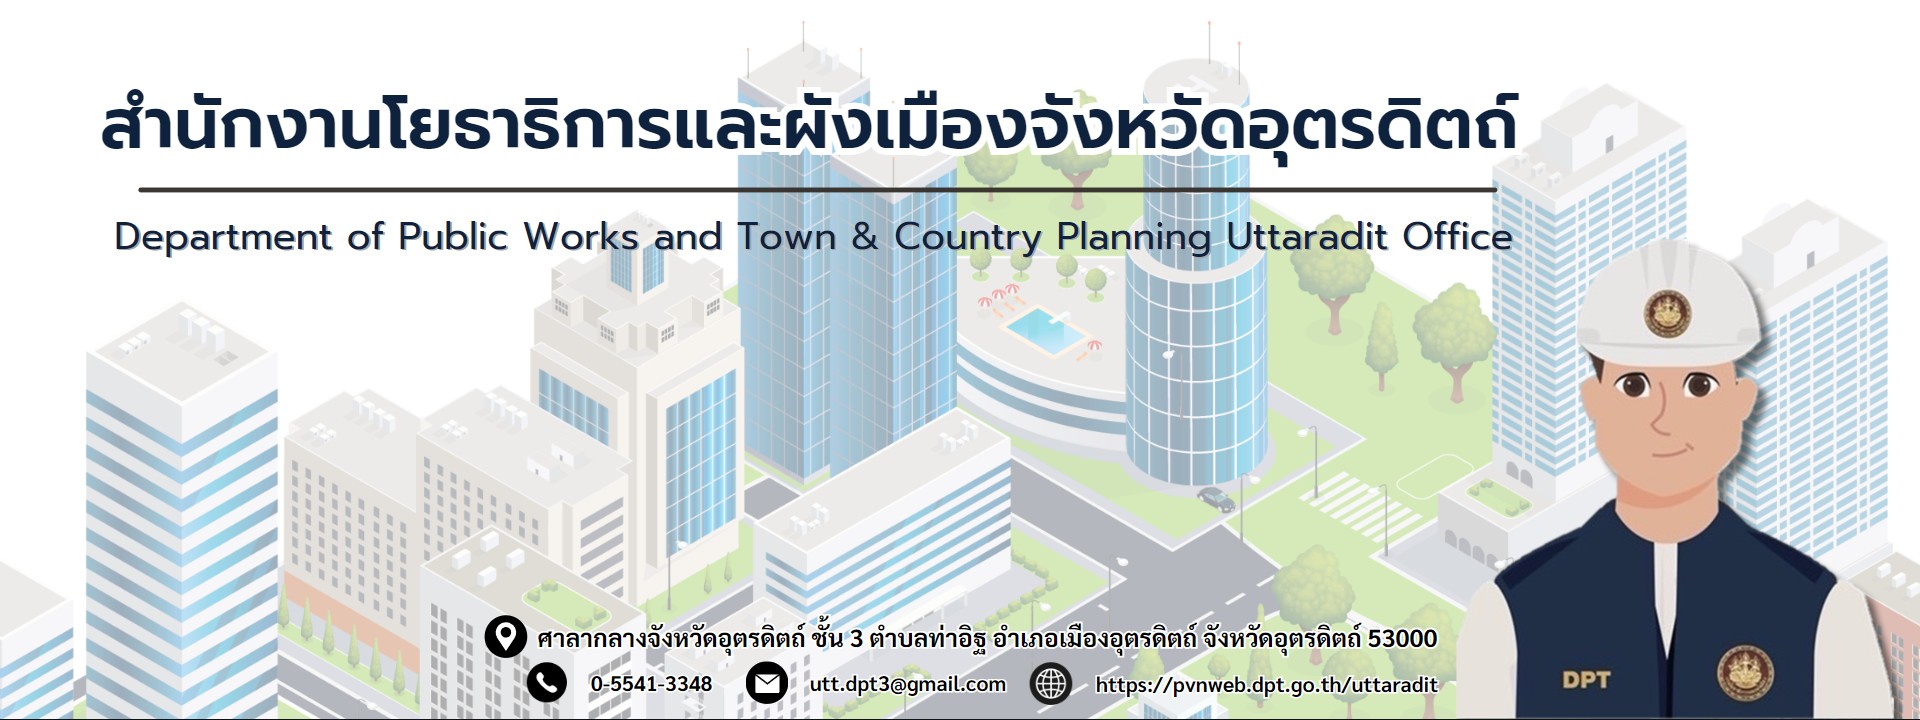 สำนักงานโยธาธิการและผังเมืองจังหวัดอุตรดิตถ์
Department of Public Works and Town & Country Planning Uttaradit Office
ศาลากลางจังหวัดอุตรดิตถ์ ชั้น 3 ตำบลท่าอิฐ อำเภอเมืองอุตรดิตถ์ จังหวัดอุตรดิตถ์ 53000
0-5541-3348 utt.dpt3@gmail.com https://pvnweb.dpt.go.th/uttaradit
DPT